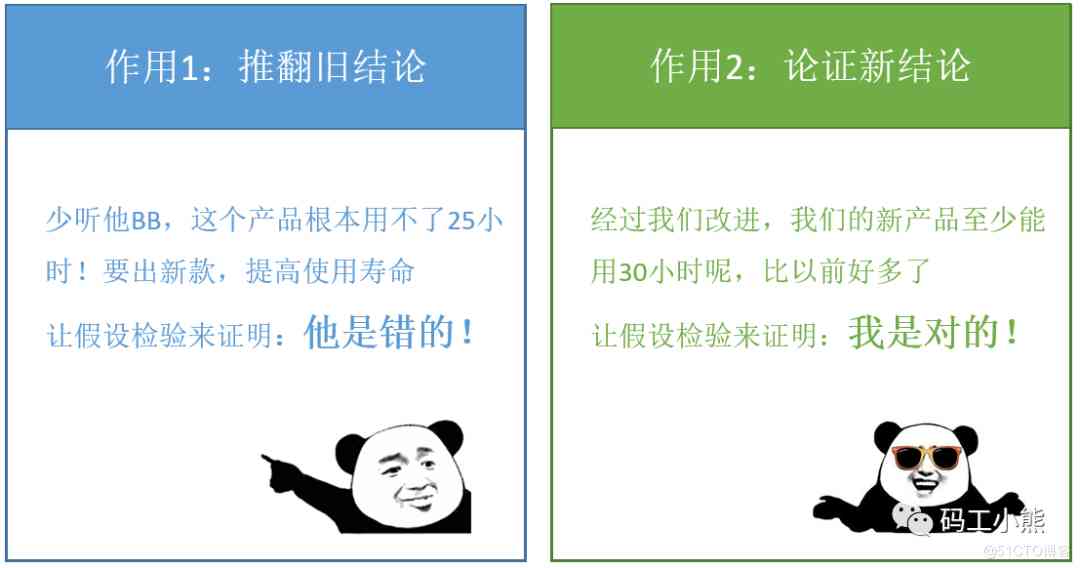 作用1：推翻旧结论
少听他BB，这个产品根本用不了25小
时！要出新款，提高使用寿命
让假设检验来证明：他是错的！
作用2：论证新结论
经过我们改进，我们的新产品至少能
用30小时呢，比以前好多了
让假设检验来证明：我是对的！
码工小熊
@51CTO博客